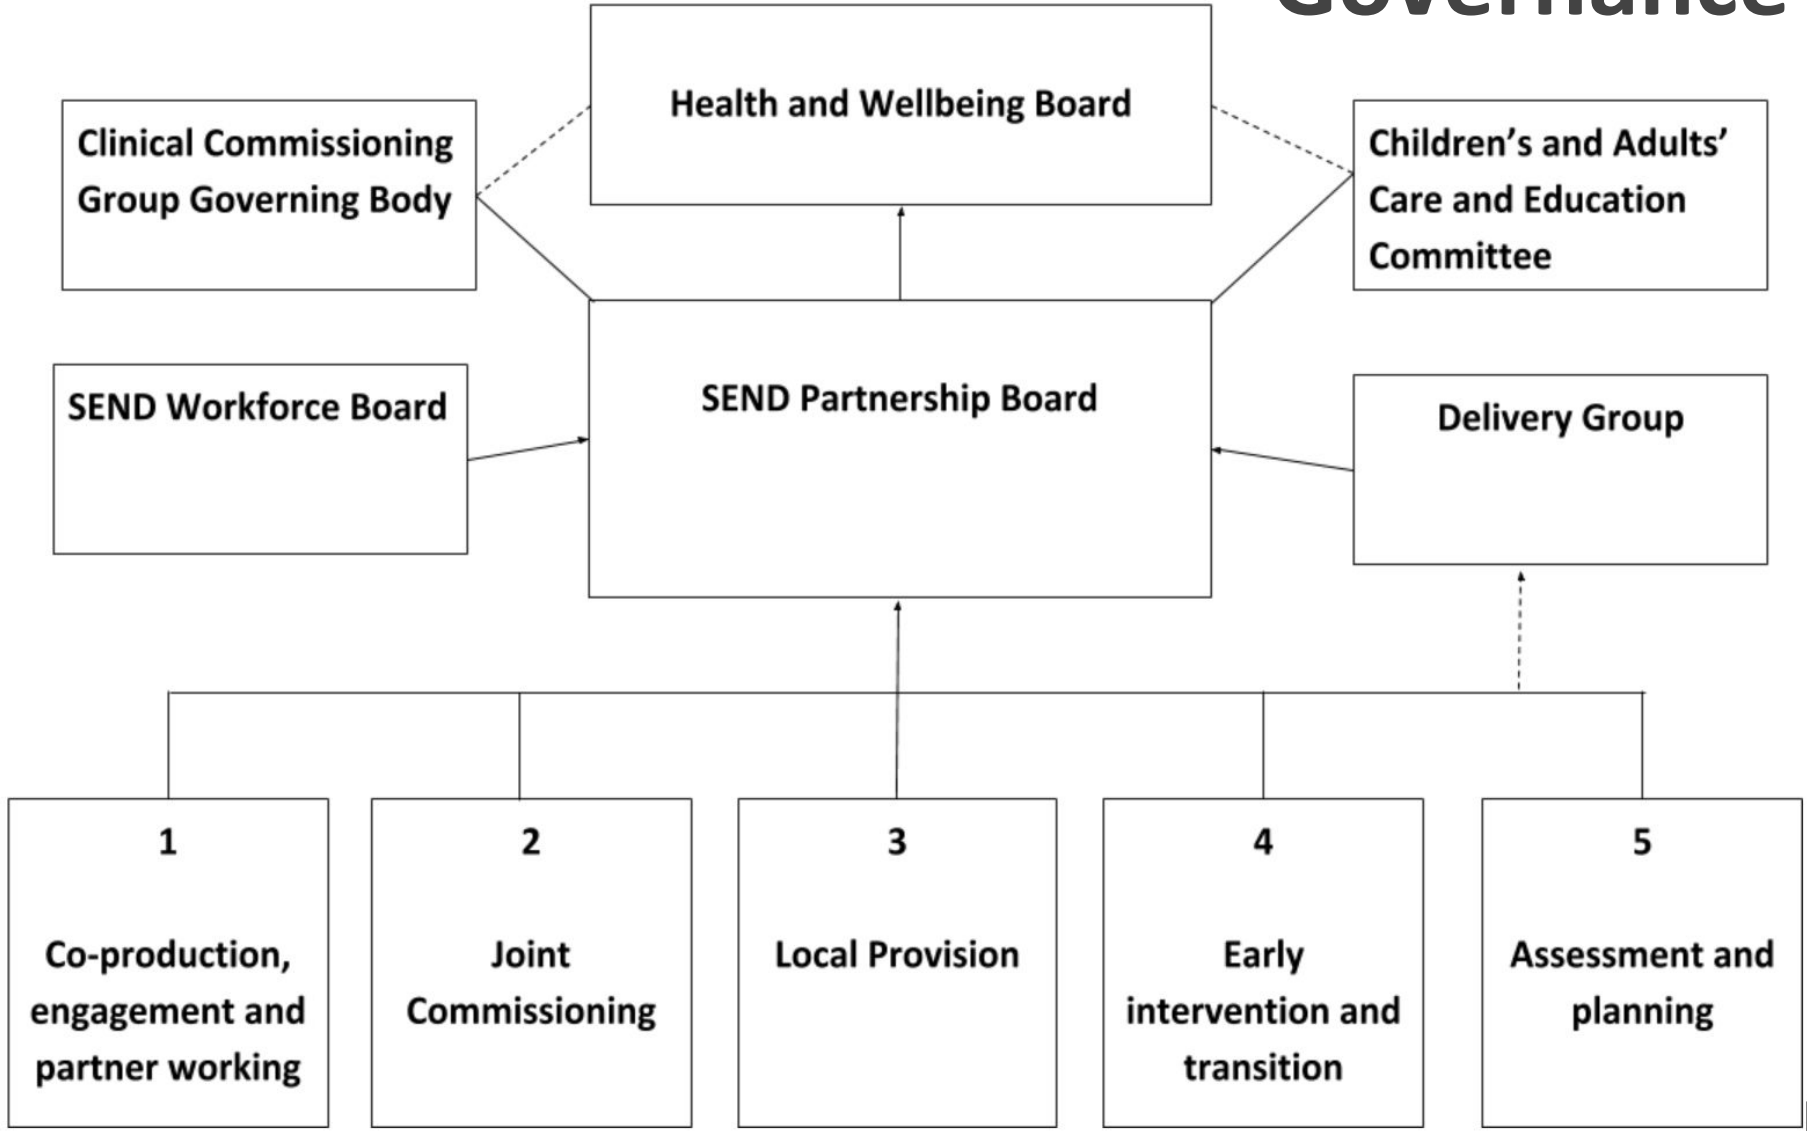 Governance
Health and Wellbeing Board
Clinical Commissioning
Group Governing Body
Children’s and Adults’
Care and Education
Committee
SEND Workforce Board
SEND Partnership Board
Delivery Group
1
Co-production,
engagement and
partner working
2
Joint
Commissioning
3
Local Provision
4
Early
intervention and
transition
5
Assessment and
planning